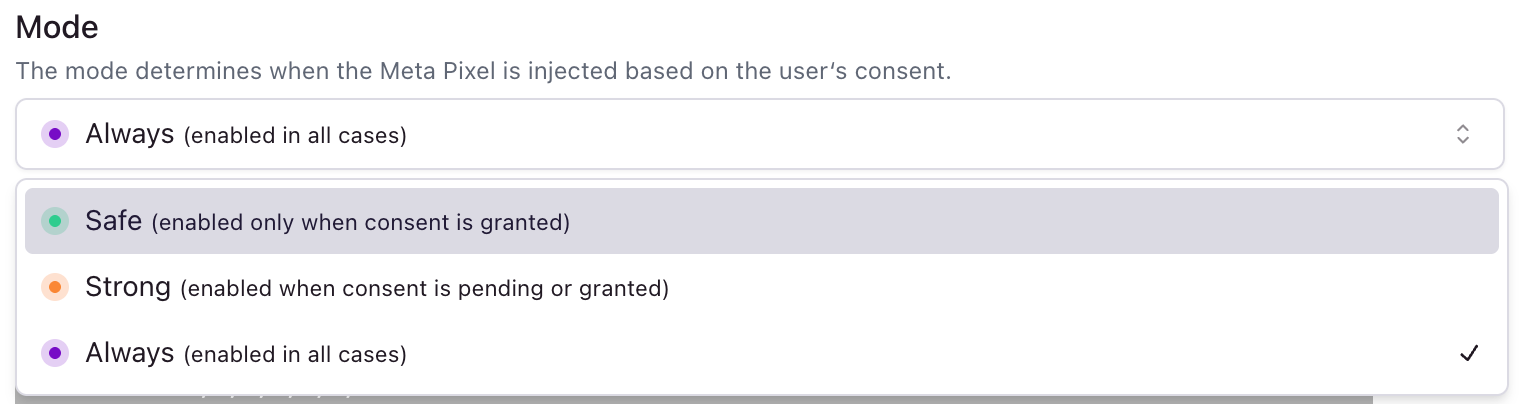 Mode
The mode determines when the Meta Pixel is injected based on the user‘s consent.
Always (enabled in all cases)
Safe (enabled only when consent is granted)
Strong (enabled when consent is pending or granted)
Always (enabled in all cases)